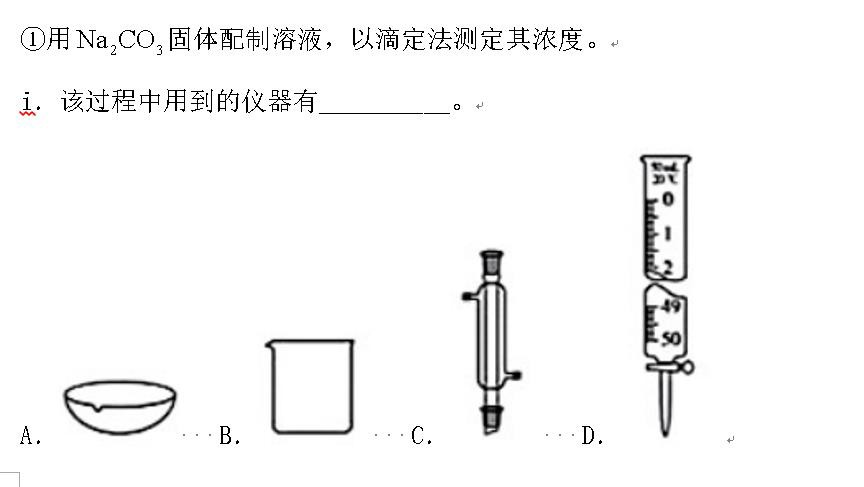 ①用Na₂CO₃固体配制溶液，以滴定法测定其浓度。
i. 该过程中用到的仪器有__________。
0
1
2
49
50
A. B. C. D.